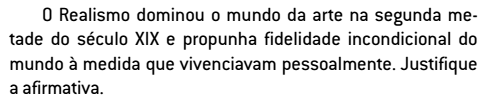 O Realismo dominou o mundo da arte na segunda me-
tade do século XIX e propunha fidelidade incondicional do
mundo à medida que vivenciavam pessoalmente. Justifique
a afirmativa.